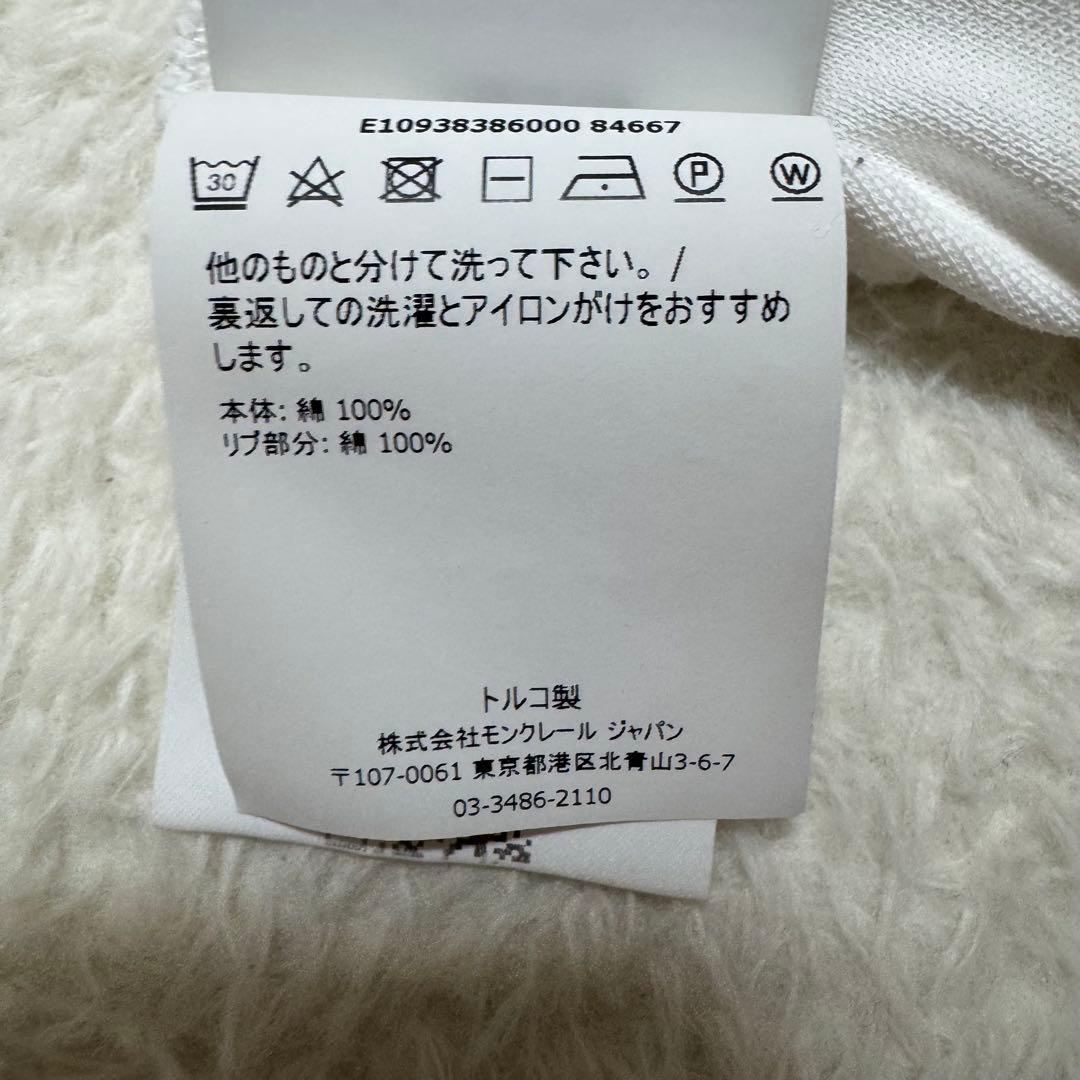 E10938386000 84667
30 P W
他のものと分けて洗って下さい。/
裏返しての洗濯とアイロンがけをおすすめ
します。
本体: 綿 100%
リブ部分: 綿 100%
トルコ製
株式会社モンクレール ジャパン
〒107-0061 東京都港区北青山3-6-7
03-3486-2110